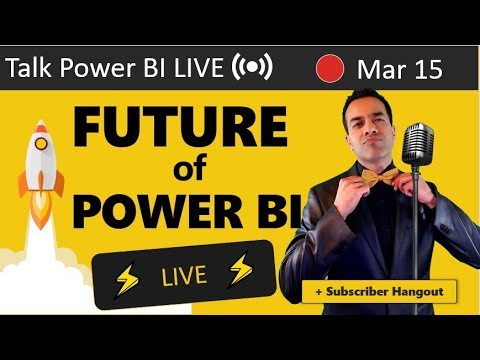 Talk Power BI LIVE
Mar 15
FUTURE
of
POWER BI
LIVE
+ Subscriber Hangout